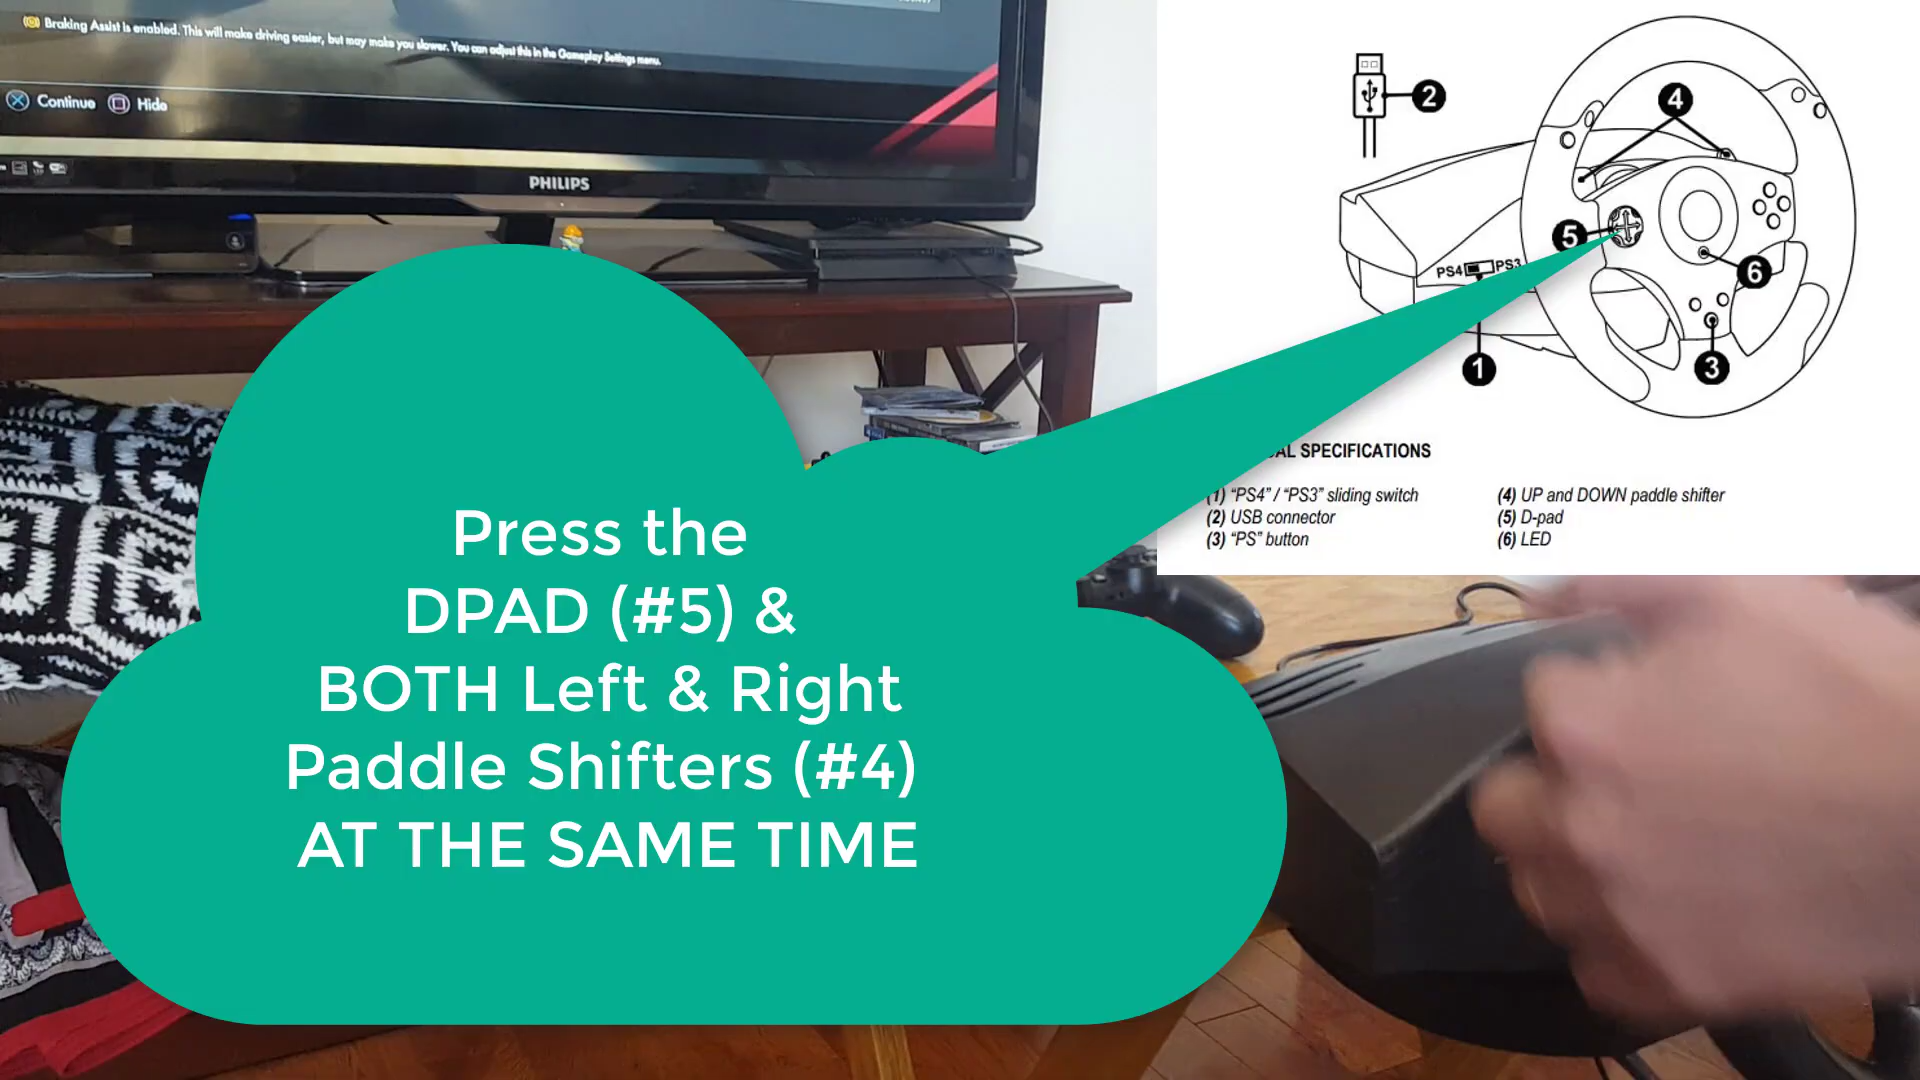 Braking Assist is enabled. This will make driving easier, but may make you slower. You can adjust this in the Gameplay Settings menu.
Continue Hide
PHILIPS
2
4
5
PS4 PS3
6
1
3
AL SPECIFICATIONS
(1) “PS4” / “PS3” sliding switch
(2) USB connector
(3) “PS” button
(4) UP and DOWN paddle shifter
(5) D-pad
(6) LED
Press the
DPAD (#5) &
BOTH Left & Right
Paddle Shifters (#4)
AT THE SAME TIME